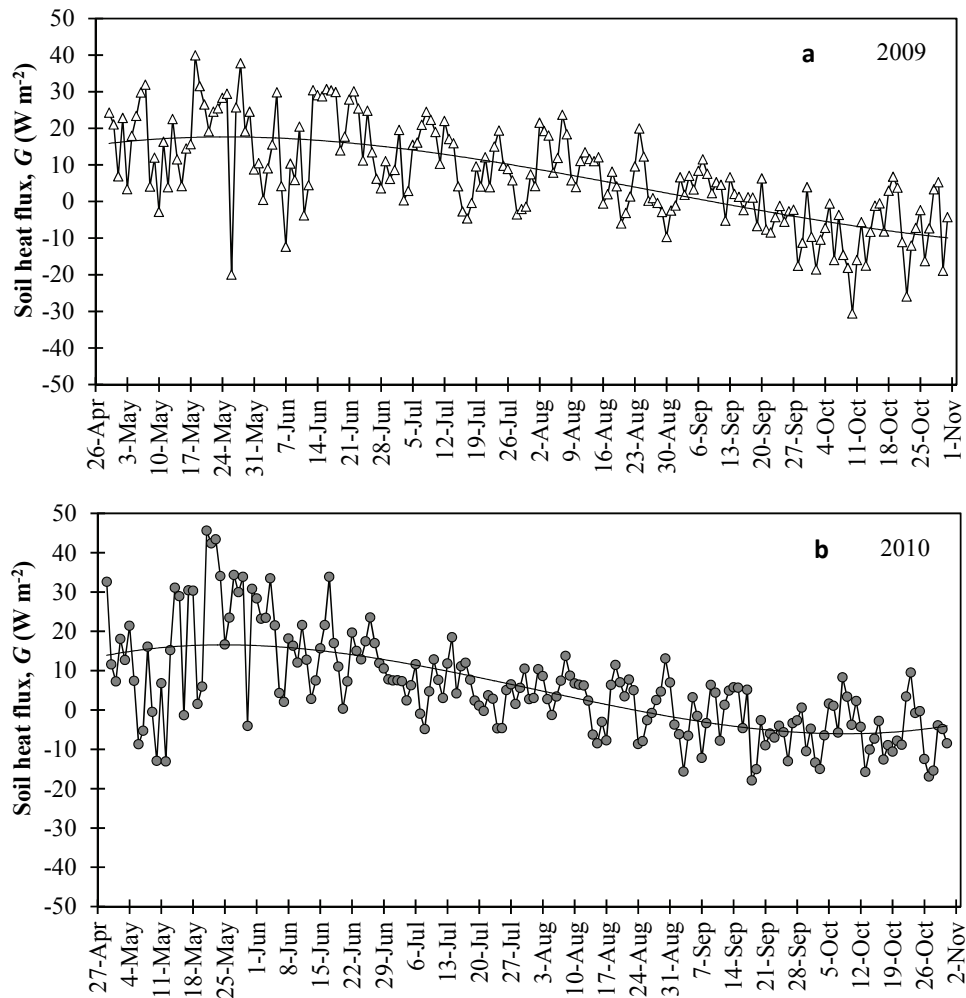 Soil heat flux, G (W m-2)
50
40
30
20
10
0
-10
-20
-30
-40
-50
a 2009
26-Apr
3-May
10-May
17-May
24-May
31-May
7-Jun
14-Jun
21-Jun
28-Jun
5-Jul
12-Jul
19-Jul
26-Jul
2-Aug
9-Aug
16-Aug
23-Aug
30-Aug
6-Sep
13-Sep
20-Sep
27-Sep
4-Oct
11-Oct
18-Oct
25-Oct
1-Nov
Soil heat flux, G (W m-2)
50
40
30
20
10
0
-10
-20
-30
-40
-50
b 2010
27-Apr
4-May
11-May
18-May
25-May
1-Jun
8-Jun
15-Jun
22-Jun
29-Jun
6-Jul
13-Jul
20-Jul
27-Jul
3-Aug
10-Aug
17-Aug
24-Aug
31-Aug
7-Sep
14-Sep
21-Sep
28-Sep
5-Oct
12-Oct
19-Oct
26-Oct
2-Nov